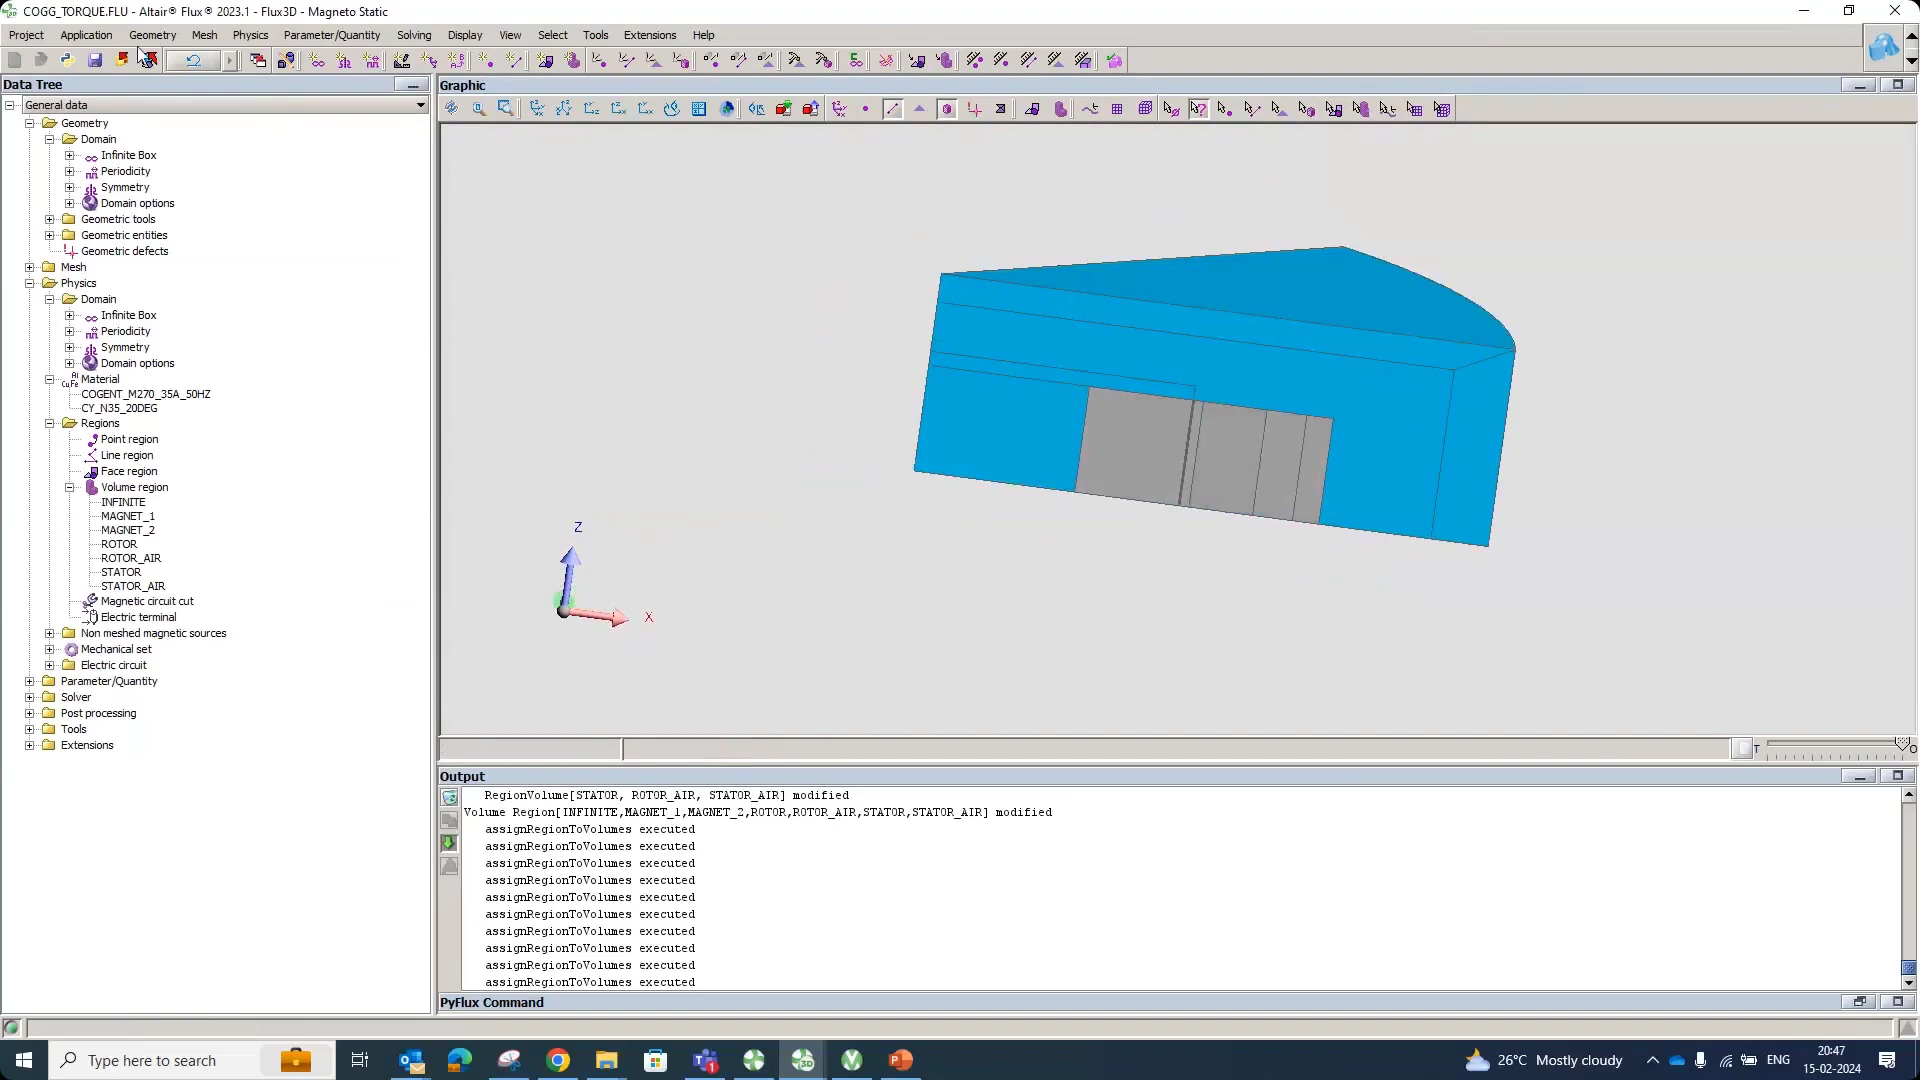 COGG_TORQUE.FLU - Altair® Flux® 2023.1 - Flux3D - Magneto Static
Project Application Geometry Mesh Physics Parameter/Quantity Solving Display View Select Tools Extensions Help
Data Tree
General data
Geometry
Domain
Infinite Box
Periodicity
Symmetry
Domain options
Geometric tools
Geometric entities
Geometric defects
Mesh
Physics
Domain
Infinite Box
Periodicity
Symmetry
Domain options
Material
COGENT_M270_35A_50HZ
CY_N35_20DEG
Regions
Point region
Line region
Face region
Volume region
INFINITE
MAGNET_1
MAGNET_2
ROTOR
ROTOR_AIR
STATOR
STATOR_AIR
Magnetic circuit cut
Electric terminal
Non meshed magnetic sources
Mechanical set
Electric circuit
Parameter/Quantity
Solver
Post processing
Tools
Extensions
Graphic
Z
X
T
O
Output
RegionVolume[STATOR, ROTOR_AIR, STATOR_AIR] modified
Volume Region[INFINITE,MAGNET_1,MAGNET_2,ROTOR,ROTOR_AIR,STATOR,STATOR_AIR] modified
assignRegionToVolumes executed
assignRegionToVolumes executed
assignRegionToVolumes executed
assignRegionToVolumes executed
assignRegionToVolumes executed
assignRegionToVolumes executed
assignRegionToVolumes executed
assignRegionToVolumes executed
assignRegionToVolumes executed
assignRegionToVolumes executed
PyFlux Command
Type here to search
26°C Mostly cloudy
ENG
20:47
15-02-2024